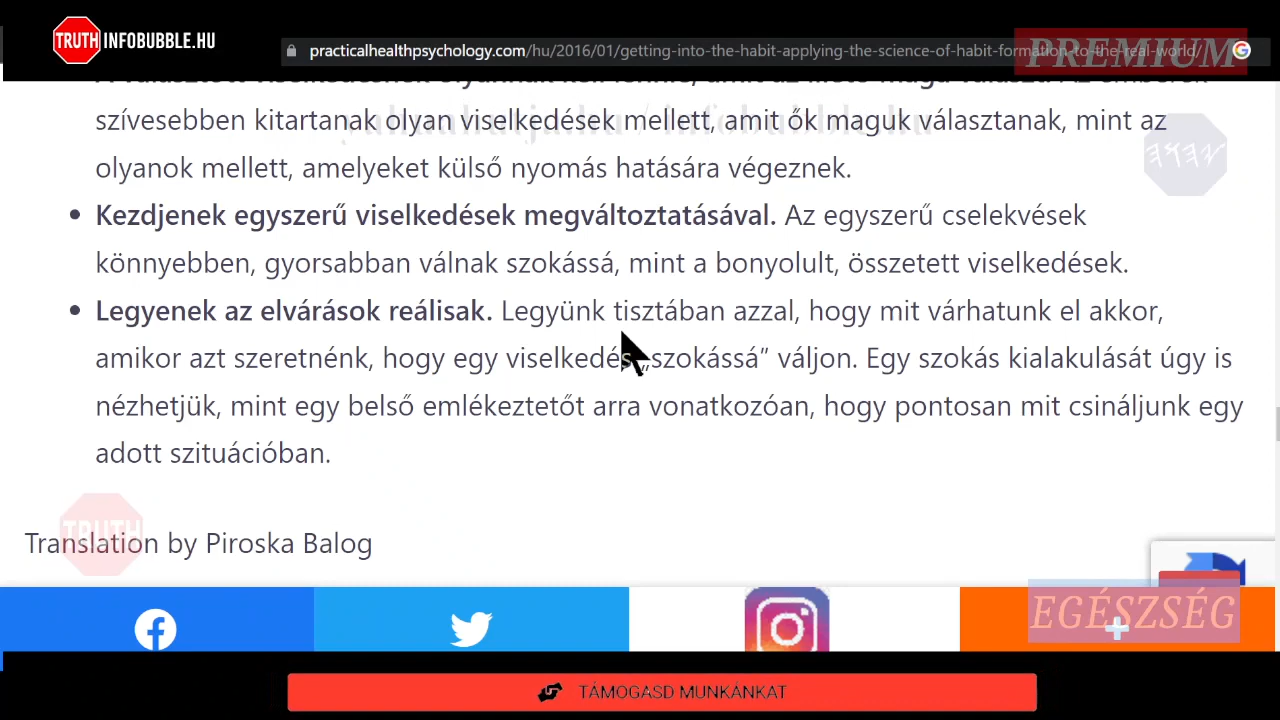 TRUTH INFOBUBBLE.HU
practicalhealthpsychology.com/hu/2016/01/getting-into-the-habit-applying-the-science-of-habit-formation-to-the-real-world/
PREMIUM
szívesebben kitartanak olyan viselkedések mellett, amit ők maguk választanak, mint az
olyanok mellett, amelyeket külső nyomás hatására végeznek.
• Kezdjenek egyszerű viselkedések megváltoztatásával. Az egyszerű cselekvések
könnyebben, gyorsabban válnak szokássá, mint a bonyolult, összetett viselkedések.
• Legyenek az elvárások reálisak. Legyünk tisztában azzal, hogy mit várhatunk el akkor,
amikor azt szeretnénk, hogy egy viselkedés „szokássá” váljon. Egy szokás kialakulását úgy is
nézhetjük, mint egy belső emlékeztetőt arra vonatkozóan, hogy pontosan mit csináljunk egy
adott szituációban.
TRUTH
Translation by Piroska Balog
EGÉSZSÉG
TÁMOGASD MUNKÁNKAT